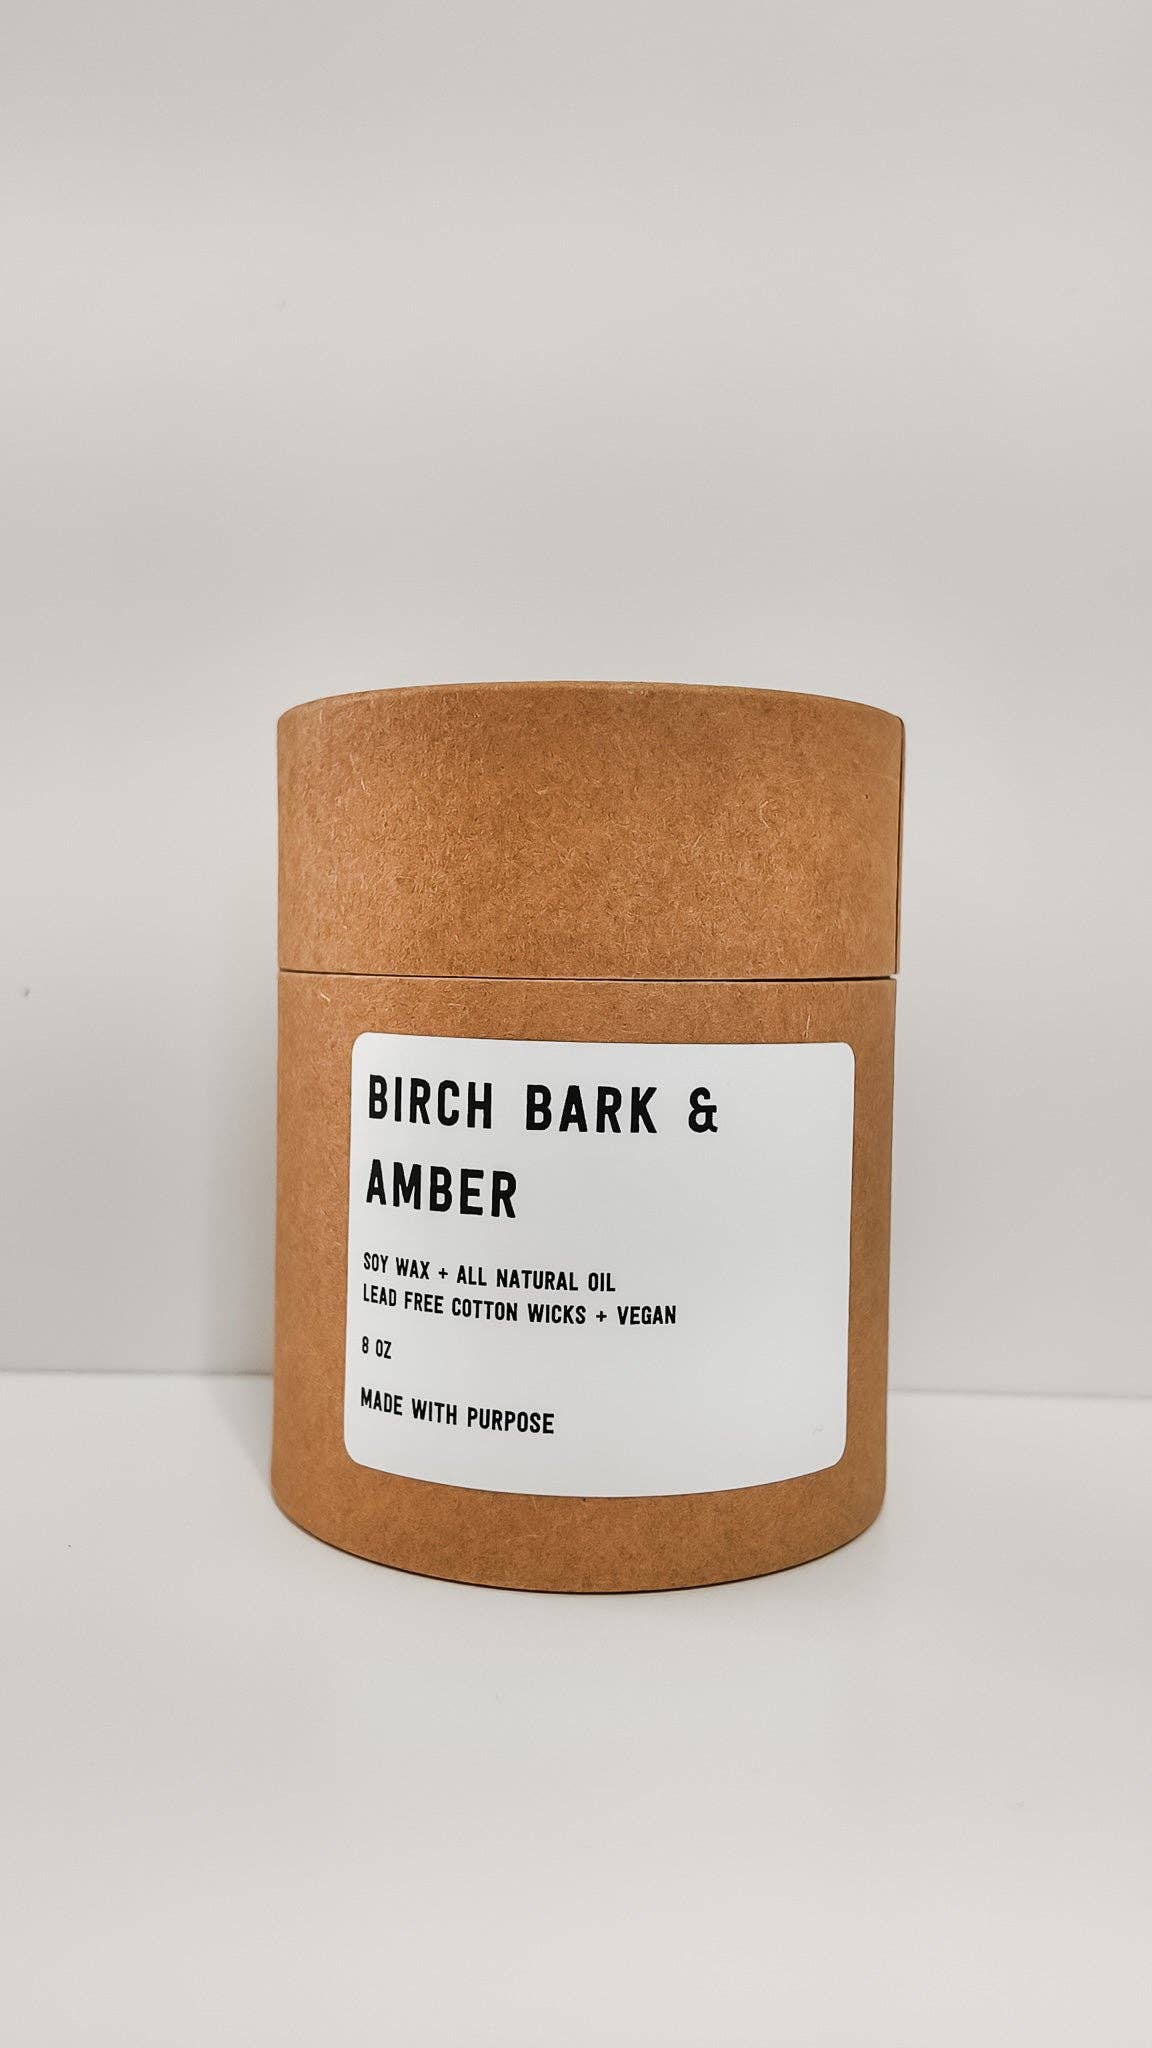 BIRCH BARK &
AMBER
SOY WAX + ALL NATURAL OIL
LEAD FREE COTTON WICKS + VEGAN
8 OZ
MADE WITH PURPOSE